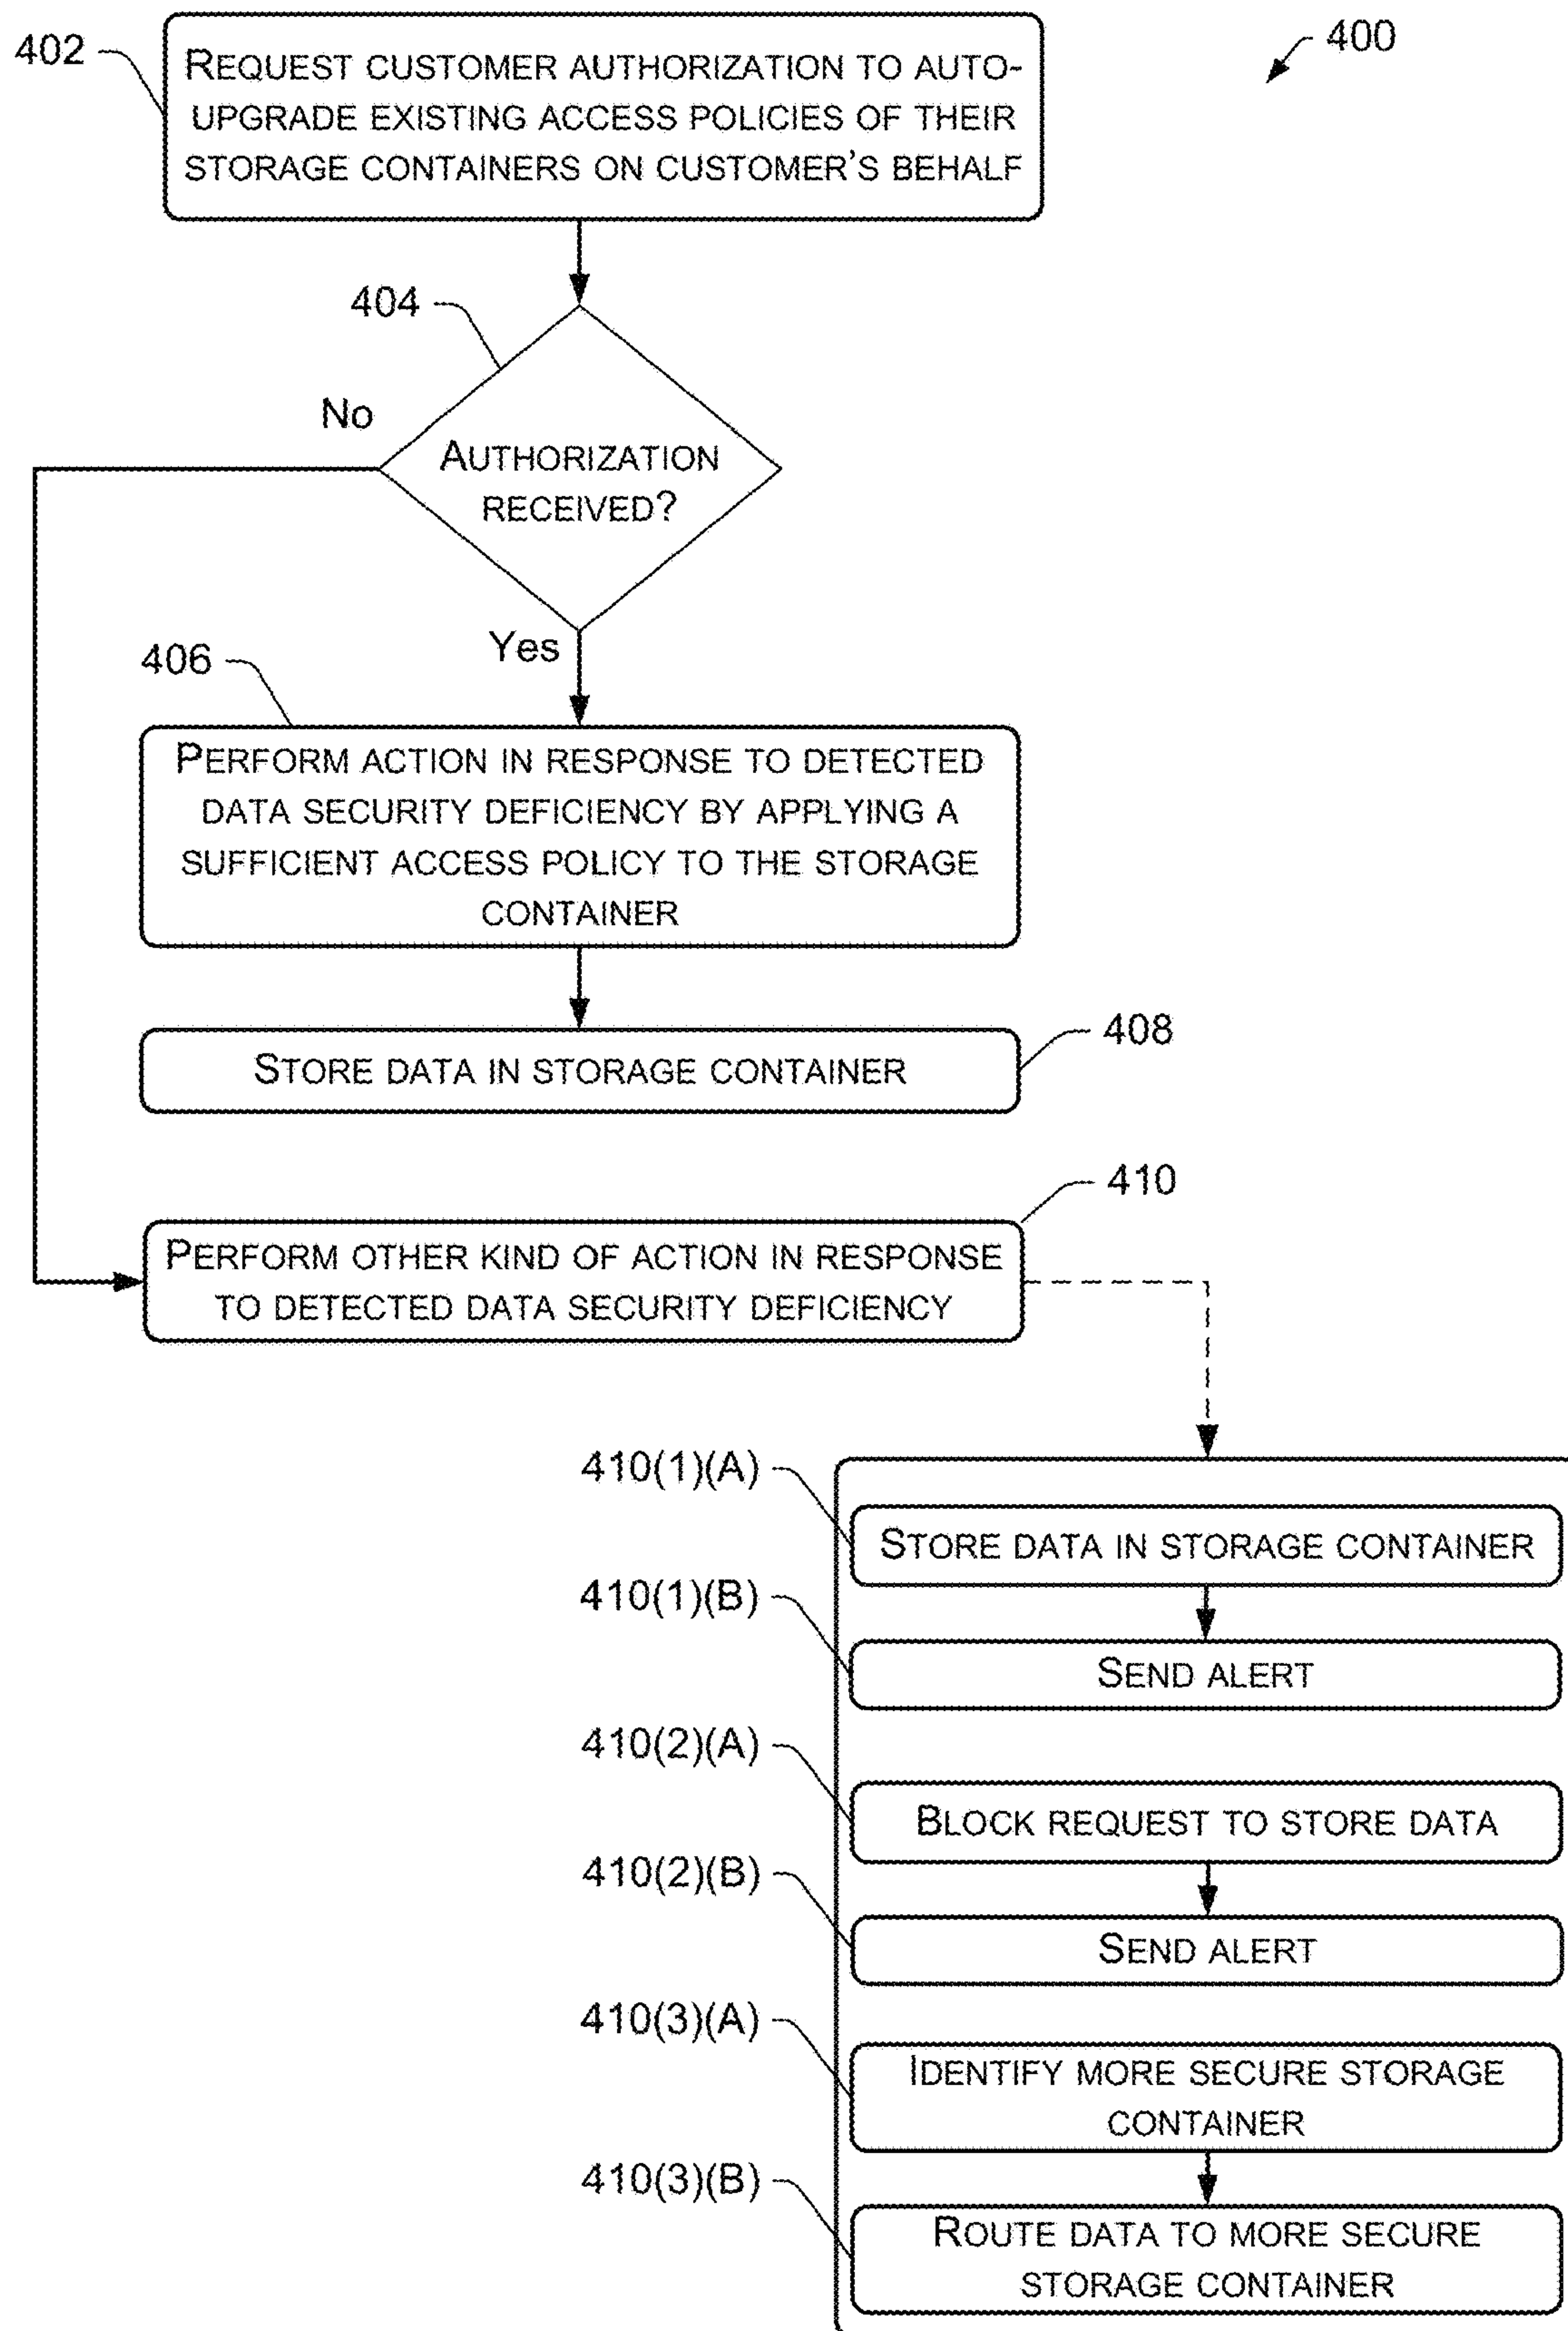 402
400
REQUEST CUSTOMER AUTHORIZATION TO AUTO-
UPGRADE EXISTING ACCESS POLICIES OF THEIR
STORAGE CONTAINERS ON CUSTOMER'S BEHALF
404
No
AUTHORIZATION
RECEIVED?
Yes
406
PERFORM ACTION IN RESPONSE TO DETECTED
DATA SECURITY DEFICIENCY BY APPLYING A
SUFFICIENT ACCESS POLICY TO THE STORAGE
CONTAINER
408
STORE DATA IN STORAGE CONTAINER
410
PERFORM OTHER KIND OF ACTION IN RESPONSE
TO DETECTED DATA SECURITY DEFICIENCY
410(1)(A)
STORE DATA IN STORAGE CONTAINER
410(1)(B)
SEND ALERT
410(2)(A)
BLOCK REQUEST TO STORE DATA
410(2)(B)
SEND ALERT
410(3)(A)
IDENTIFY MORE SECURE STORAGE
CONTAINER
410(3)(B)
ROUTE DATA TO MORE SECURE
STORAGE CONTAINER